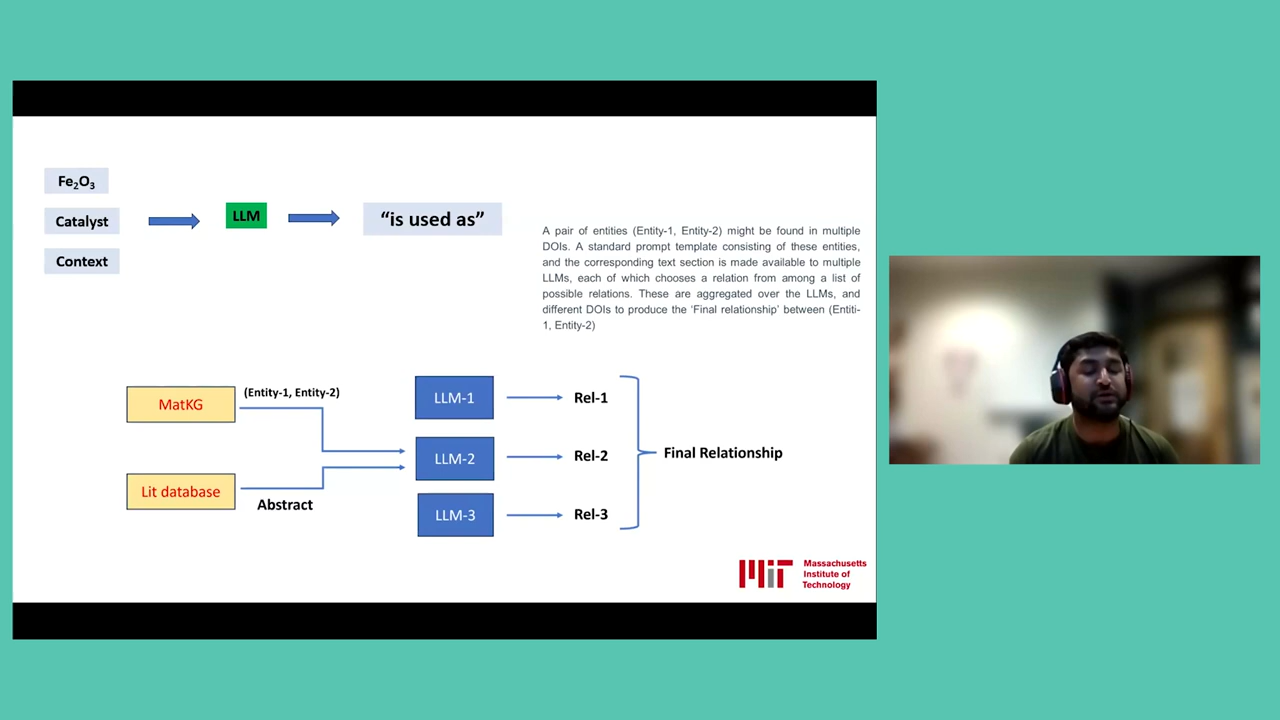 Fe₂O₃
Catalyst
Context
LLM
“is used as”
A pair of entities (Entity-1, Entity-2) might be found in multiple
DOIs. A standard prompt template consisting of these entities,
and the corresponding text section is made available to multiple
LLMs, each of which chooses a relation from among a list of
possible relations. These are aggregated over the LLMs, and
different DOIs to produce the ‘Final relationship’ between (Entiti-
1, Entity-2)
MatKG
(Entity-1, Entity-2)
Lit database
Abstract
LLM-1
Rel-1
LLM-2
Rel-2
LLM-3
Rel-3
Final Relationship
MIT
Massachusetts
Institute of
Technology